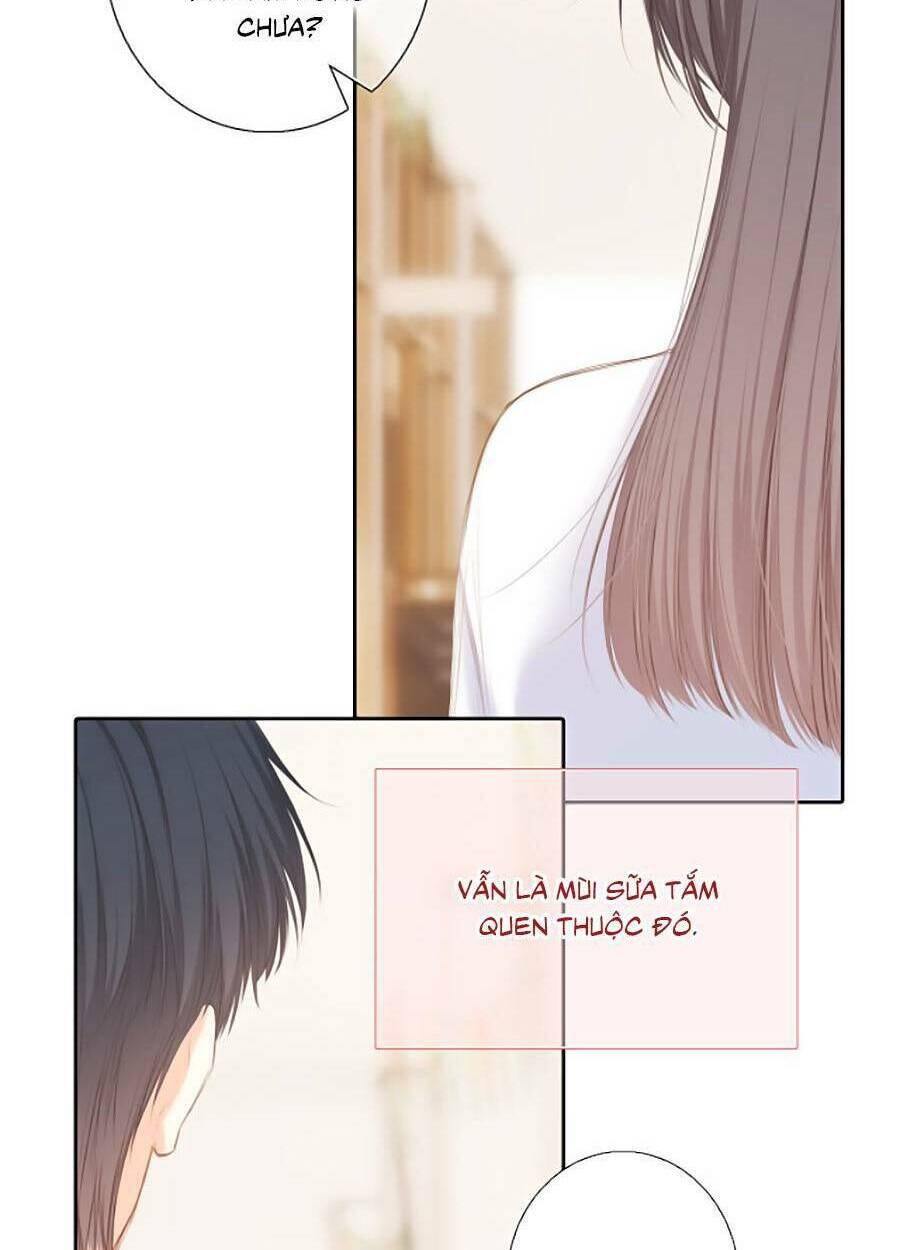 CHƯA?
VẪN LÀ MÙI SỮA TẮM
QUEN THUỘC ĐÓ.